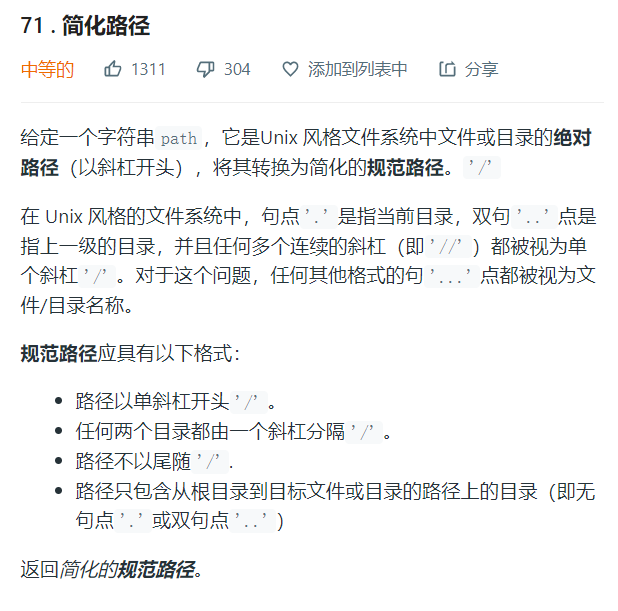 71 . 简化路径
中等的 1311 304 添加到列表中 分享
给定一个字符串 path ，它是Unix 风格文件系统中文件或目录的绝对
路径（以斜杠开头），将其转换为简化的规范路径。'/'
在 Unix 风格的文件系统中，句点 '.' 是指当前目录，双句 '..' 点是
指上一级的目录，并且任何多个连续的斜杠（即 '//' ）都被视为单
个斜杠 '/' 。对于这个问题，任何其他格式的句 '...' 点都被视为文
件/目录名称。
规范路径应具有以下格式：
• 路径以单斜杠开头 '/' 。
• 任何两个目录都由一个斜杠分隔 '/' 。
• 路径不以尾随 '/' .
• 路径只包含从根目录到目标文件或目录的路径上的目录（即无
句点 '.' 或双句点 '..' ）
返回简化的规范路径。